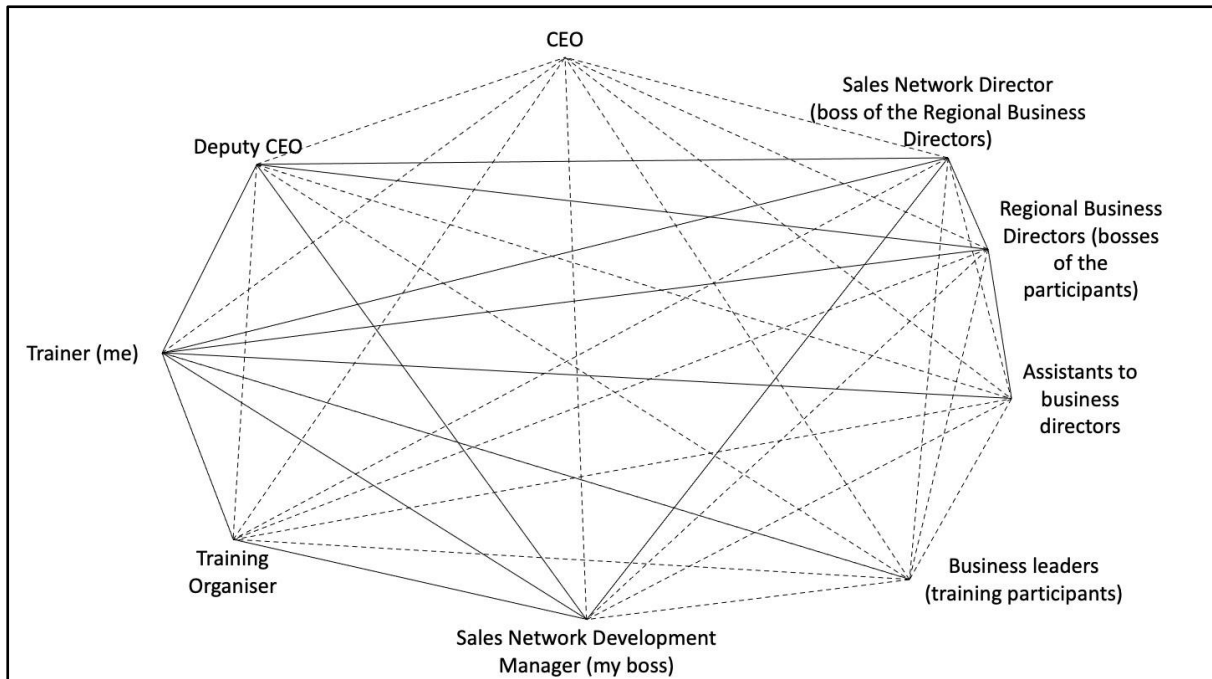 CEO
Sales Network Director
(boss of the Regional Business
Directors)
Deputy CEO
Regional Business
Directors (bosses
of the
participants)
Trainer (me)
Assistants to
business
directors
Training
Organiser
Business leaders
(training participants)
Sales Network Development
Manager (my boss)